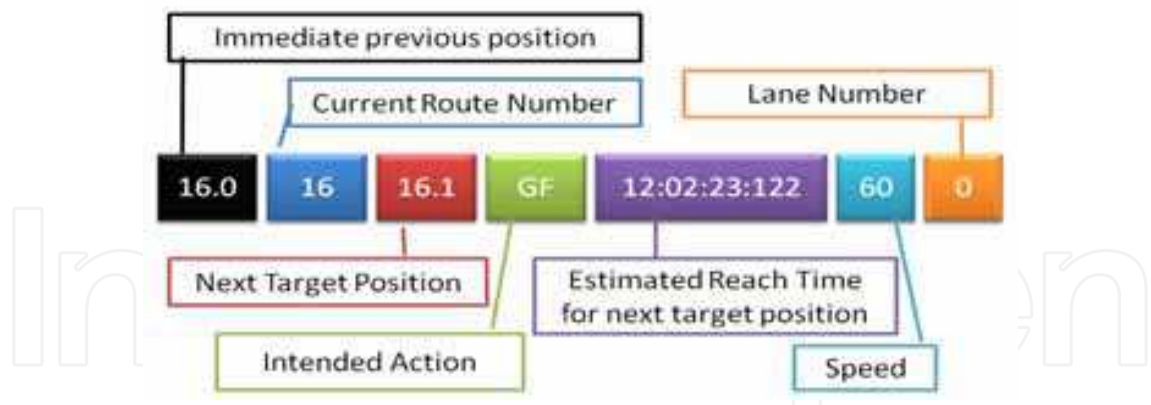 Immediate previous position
Current Route Number
Lane Number
16.0 16 16.1 GF 12:02:23:122 60 0
Next Target Position
Estimated Reach Time
for next target position
Intended Action
Speed